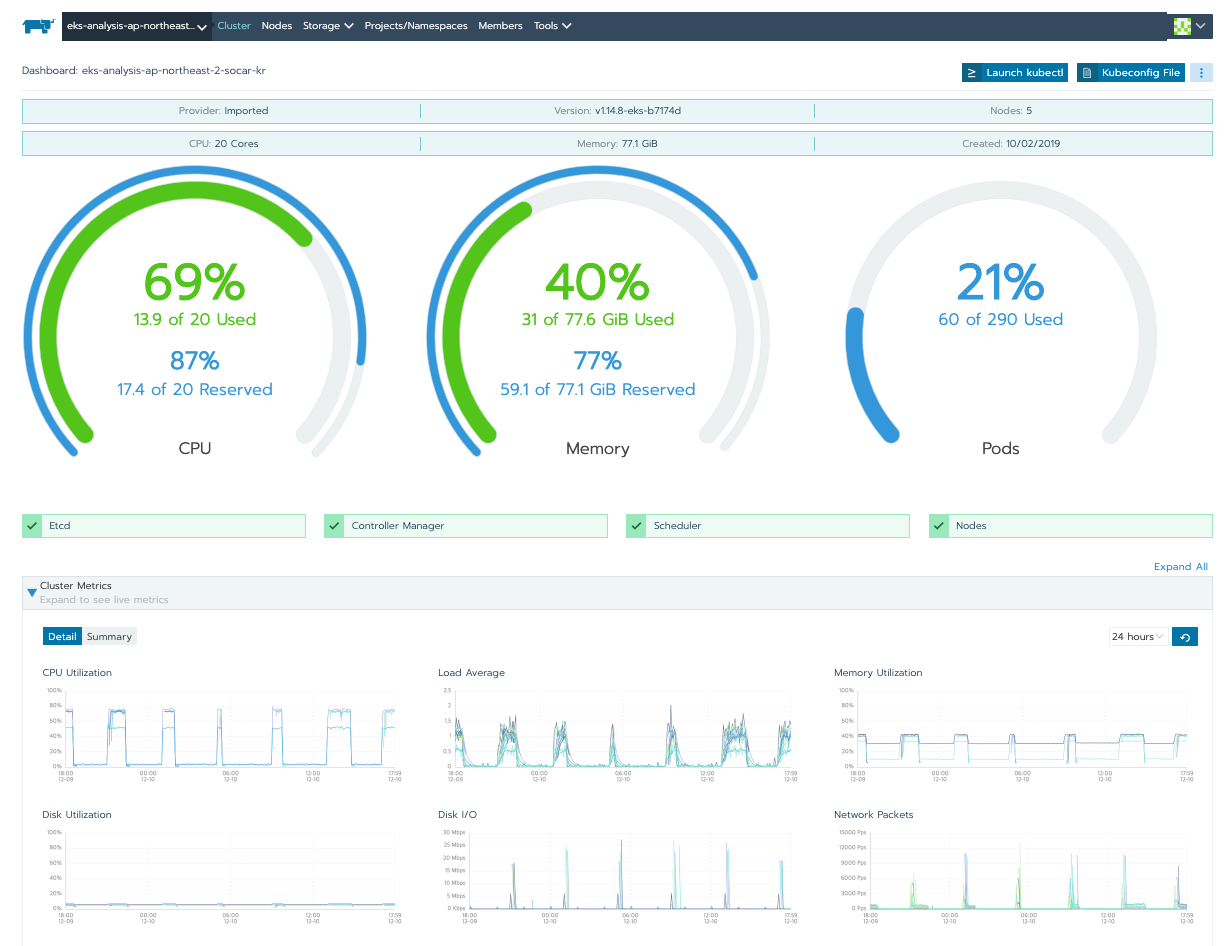 eks-analysis-ap-northeast... Cluster Nodes Storage Projects/Namespaces Members Tools
Dashboard: eks-analysis-ap-northeast-2-socar-kr
Launch kubectl Kubeconfig File
Provider: Imported Version: v1.14.8-eks-b7174d Nodes: 5
CPU: 20 Cores Memory: 77.1 GiB Created: 10/02/2019
69% 40% 21%
13.9 of 20 Used 31 of 77.6 GiB Used 60 of 290 Used
87% 77%
17.4 of 20 Reserved 59.1 of 77.1 GiB Reserved
CPU Memory Pods
Etcd Controller Manager Scheduler Nodes
Expand All
Cluster Metrics
Expand to see live metrics
Detail Summary 24 hours
CPU Utilization Load Average Memory Utilization
100% 2.5 100%
80% 2 80%
60% 1.5 60%
40% 1 40%
20% 0.5 20%
0% 0 0%
18:00 00:00 06:00 12:00 17:59 18:00 00:00 06:00 12:00 17:59 18:00 00:00 06:00 12:00 17:59
12-09 12-10 12-10 12-10 12-10 12-09 12-10 12-10 12-10 12-10 12-09 12-10 12-10 12-10 12-10
Disk Utilization Disk I/O Network Packets
100% 30 Mbps 15000 Pps
80% 25 Mbps 12000 Pps
60% 20 Mbps 9000 Pps
40% 15 Mbps 6000 Pps
20% 10 Mbps 3000 Pps
0% 5 Mbps 0 Pps
0 Kbps
18:00 00:00 06:00 12:00 17:59 18:00 00:00 06:00 12:00 17:59 18:00 00:00 06:00 12:00 17:59
12-09 12-10 12-10 12-10 12-10 12-09 12-10 12-10 12-10 12-10 12-09 12-10 12-10 12-10 12-10